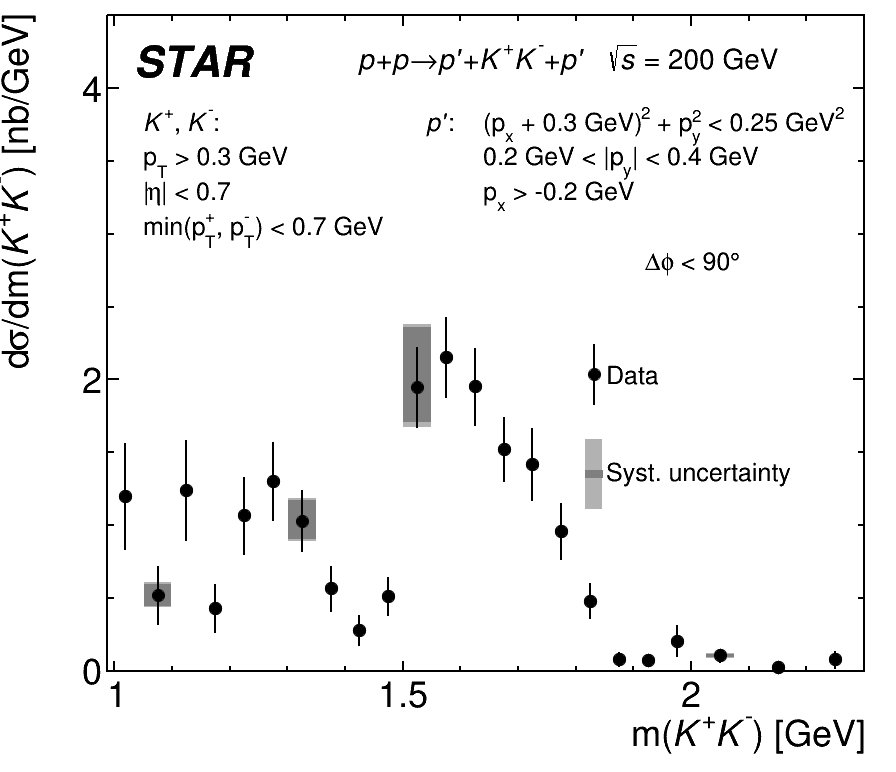 STAR p+p→p′+K⁺K⁻+p′ √s = 200 GeV
K⁺, K⁻: p′: (pₓ + 0.3 GeV)² + p_y² < 0.25 GeV²
p_T > 0.3 GeV 0.2 GeV < |p_y| < 0.4 GeV
|η| < 0.7 pₓ > -0.2 GeV
min(p_T⁺, p_T⁻) < 0.7 GeV
Δϕ < 90°
Data
Syst. uncertainty
dσ/dm(K⁺K⁻) [nb/GeV]
4
2
0
1 1.5 2
m(K⁺K⁻) [GeV]